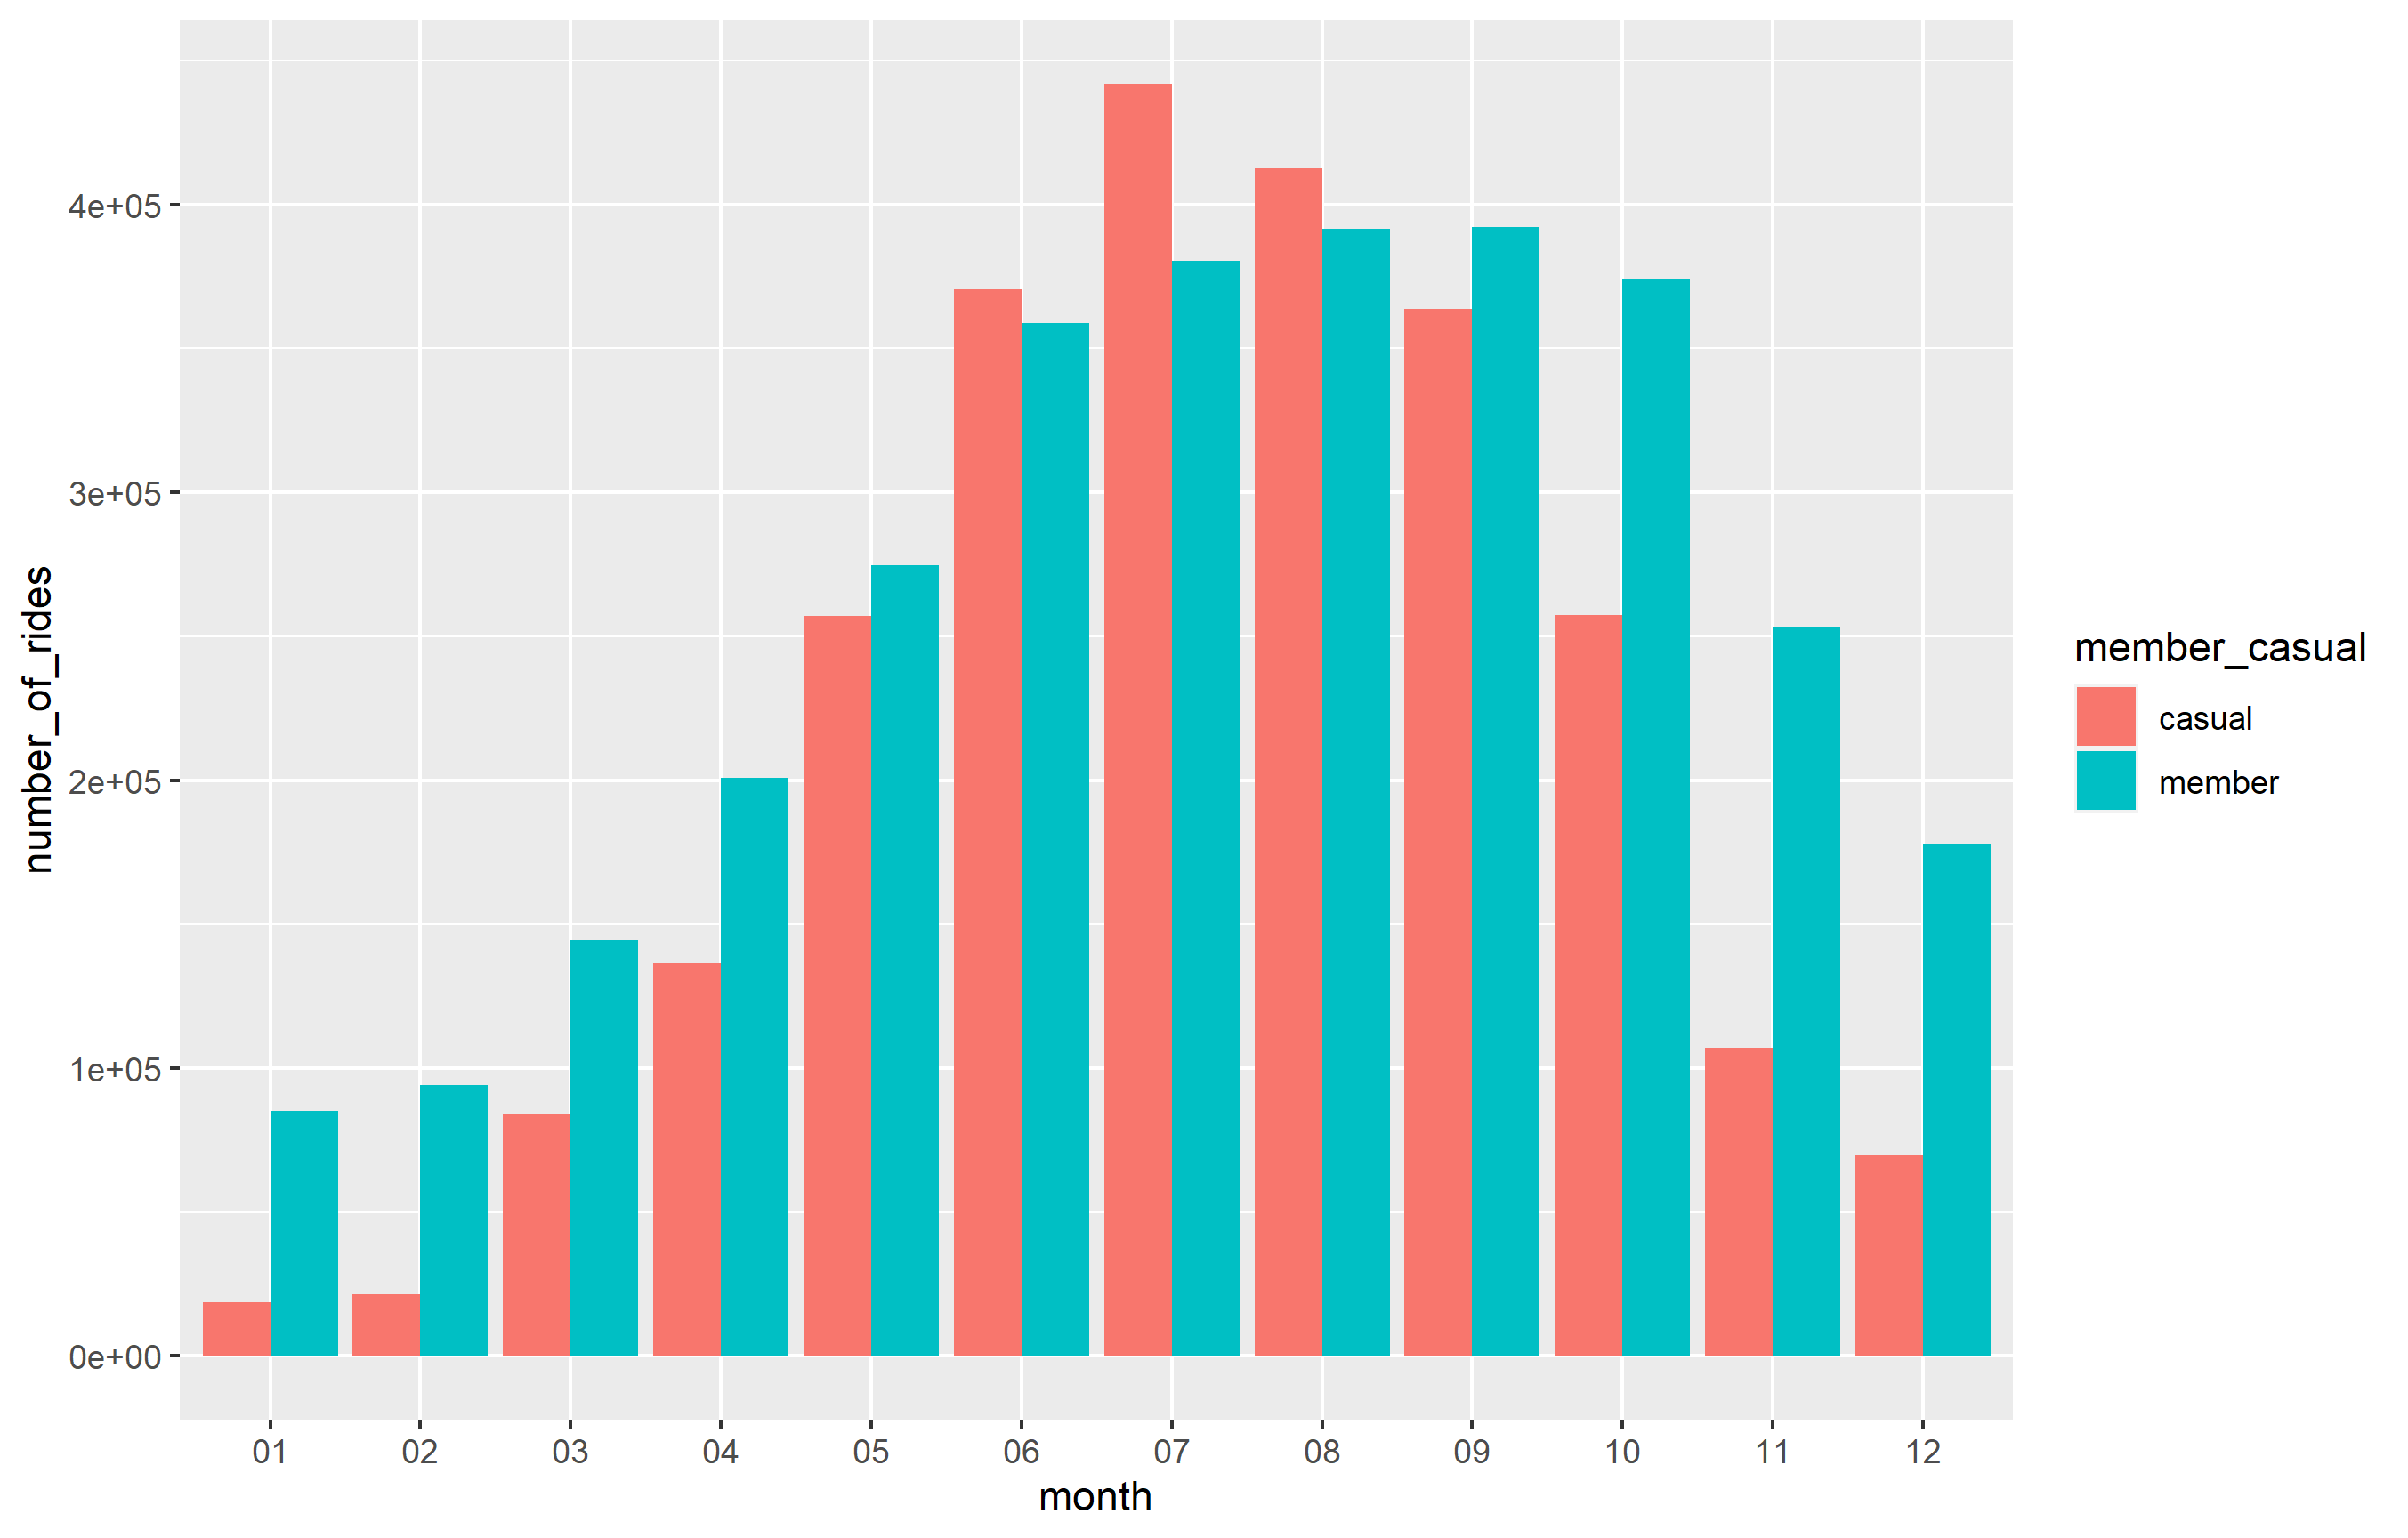 4e+05
3e+05
2e+05
1e+05
0e+00
number_of_rides
01 02 03 04 05 06 07 08 09 10 11 12
month
member_casual
casual
member